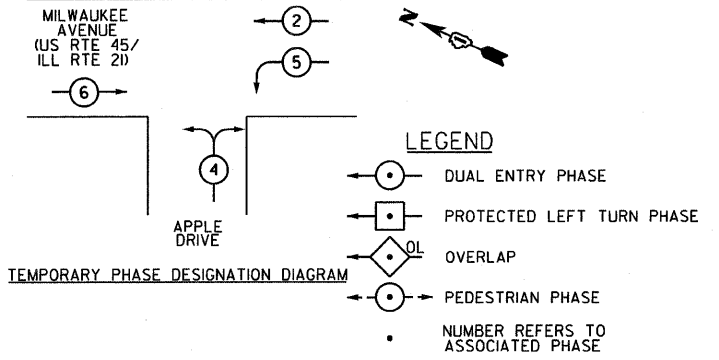 MILWAUKEE
AVENUE
(US RTE 45/
ILL RTE 21)
2
5
6
4
N
APPLE
DRIVE
TEMPORARY PHASE DESIGNATION DIAGRAM
LEGEND
DUAL ENTRY PHASE
PROTECTED LEFT TURN PHASE
OL
OVERLAP
PEDESTRIAN PHASE
NUMBER REFERS TO
ASSOCIATED PHASE